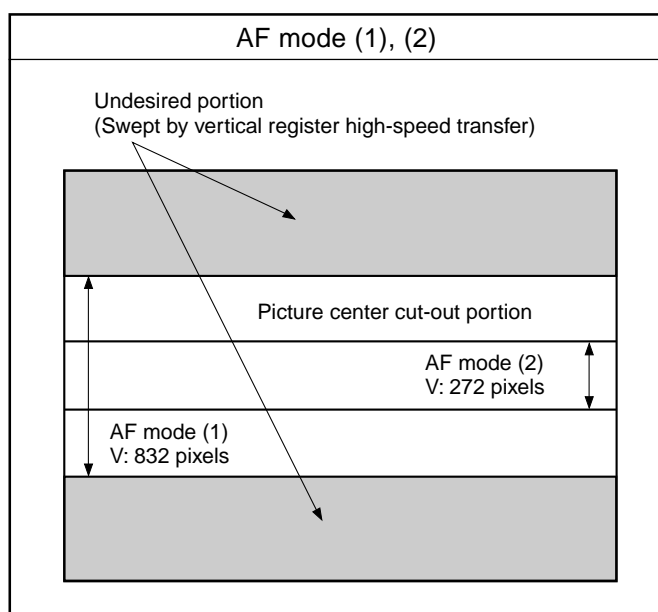 AF mode (1), (2)
Undesired portion
(Swept by vertical register high-speed transfer)
Picture center cut-out portion
AF mode (2)
V: 272 pixels
AF mode (1)
V: 832 pixels